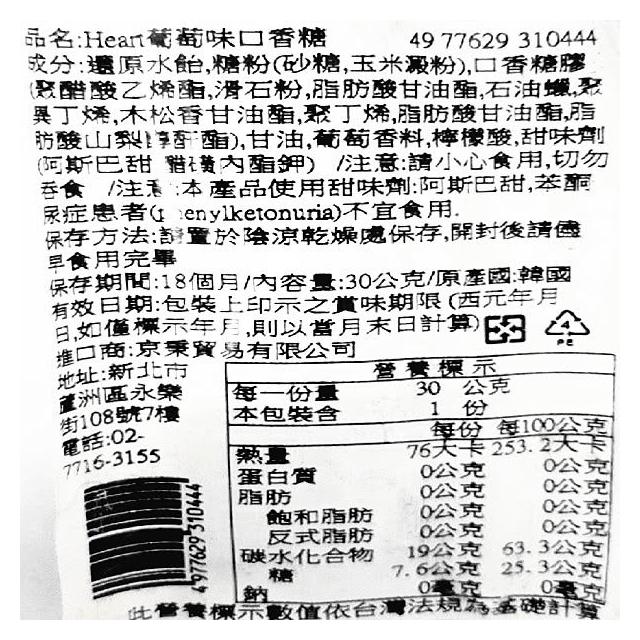 品名:Heart葡萄味口香糖 49 77629 310444
成分:還原水飴,糖粉(砂糖,玉米澱粉),口香糖膠
(聚醋酸乙烯酯,滑石粉,脂肪酸甘油酯,石油蠟,聚
異丁烯,木松香甘油酯,聚丁烯,脂肪酸甘油酯,脂
肪酸山梨醇酐酯),甘油,葡萄香料,檸檬酸,甜味劑
(阿斯巴甜 醋磺內酯鉀) /注意:請小心食用,切勿
吞食 /注意:本產品使用甜味劑:阿斯巴甜,苯酮
尿症患者(phenylketonuria)不宜食用.
保存方法:請置於陰涼乾燥處保存,開封後請儘
早食用完畢
保存期間:18個月/內容量:30公克/原產國:韓國
有效日期:包裝上印示之賞味期限(西元年月
日,如僅標示年月,則以當月末日計算)
4
PE
進口商:京秉貿易有限公司
地址:新北市
蘆洲區永樂
街108號7樓
電話:02-
7716-3155
4977629310444
營養標示
每一份量 30 公克
本包裝含 1 份
每份 每100公克
熱量 76大卡 253.2大卡
蛋白質 0公克 0公克
脂肪 0公克 0公克
飽和脂肪 0公克 0公克
反式脂肪 0公克 0公克
碳水化合物 19公克 63.3公克
糖 7.6公克 25.3公克
鈉 0毫克 0毫克
此營養標示數值依台灣法規為基礎計算